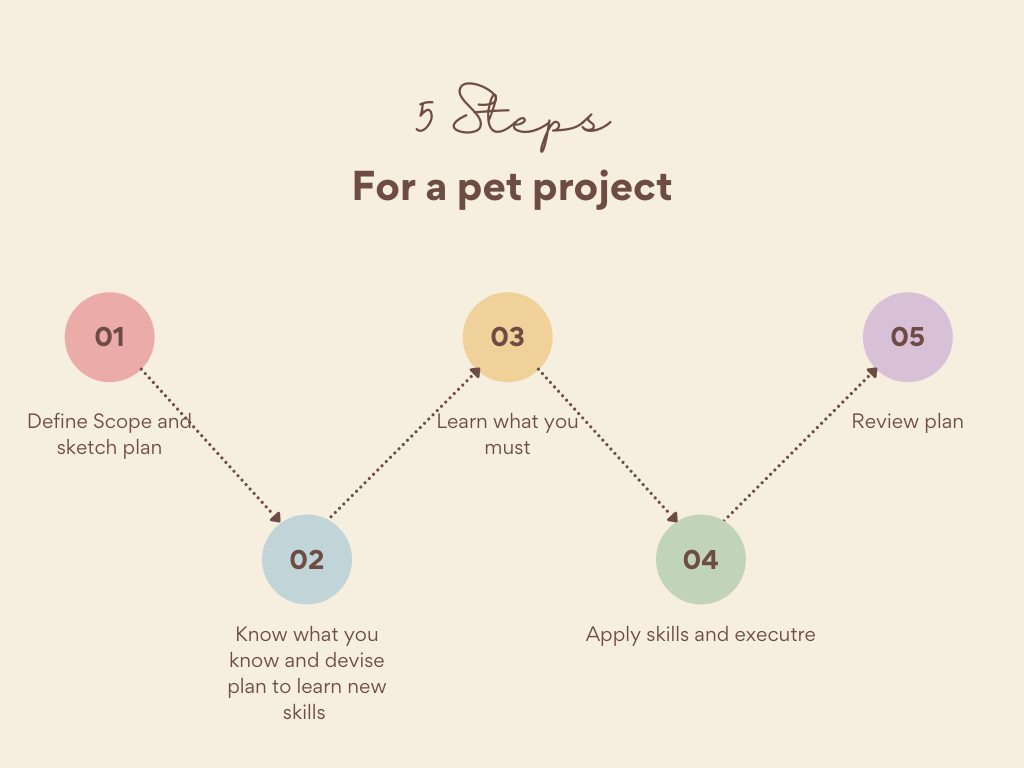 5 Steps
For a pet project
01
Define Scope and
sketch plan
02
Know what you
know and devise
plan to learn new
skills
03
Learn what you
must
04
Apply skills and executre
05
Review plan